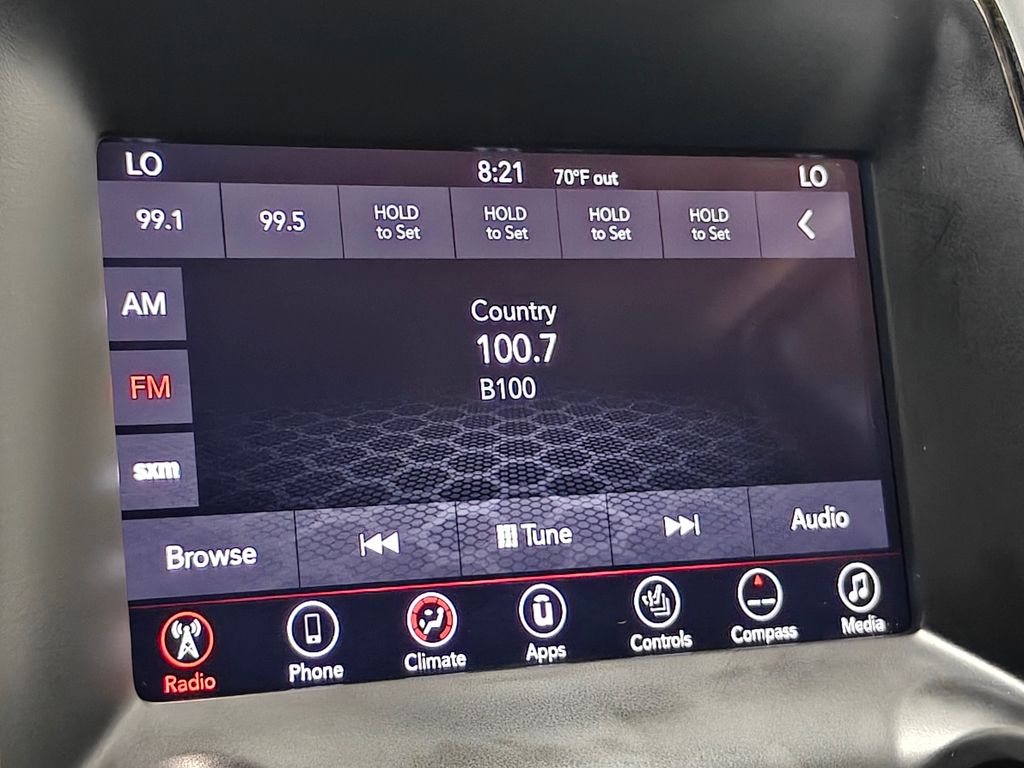 LO 8:21 70°F out LO
99.1 99.5 HOLD to Set HOLD to Set HOLD to Set HOLD to Set
AM
Country
100.7
FM
B100
sxm
Browse Tune Audio
Radio Phone Climate Apps Controls Compass Media